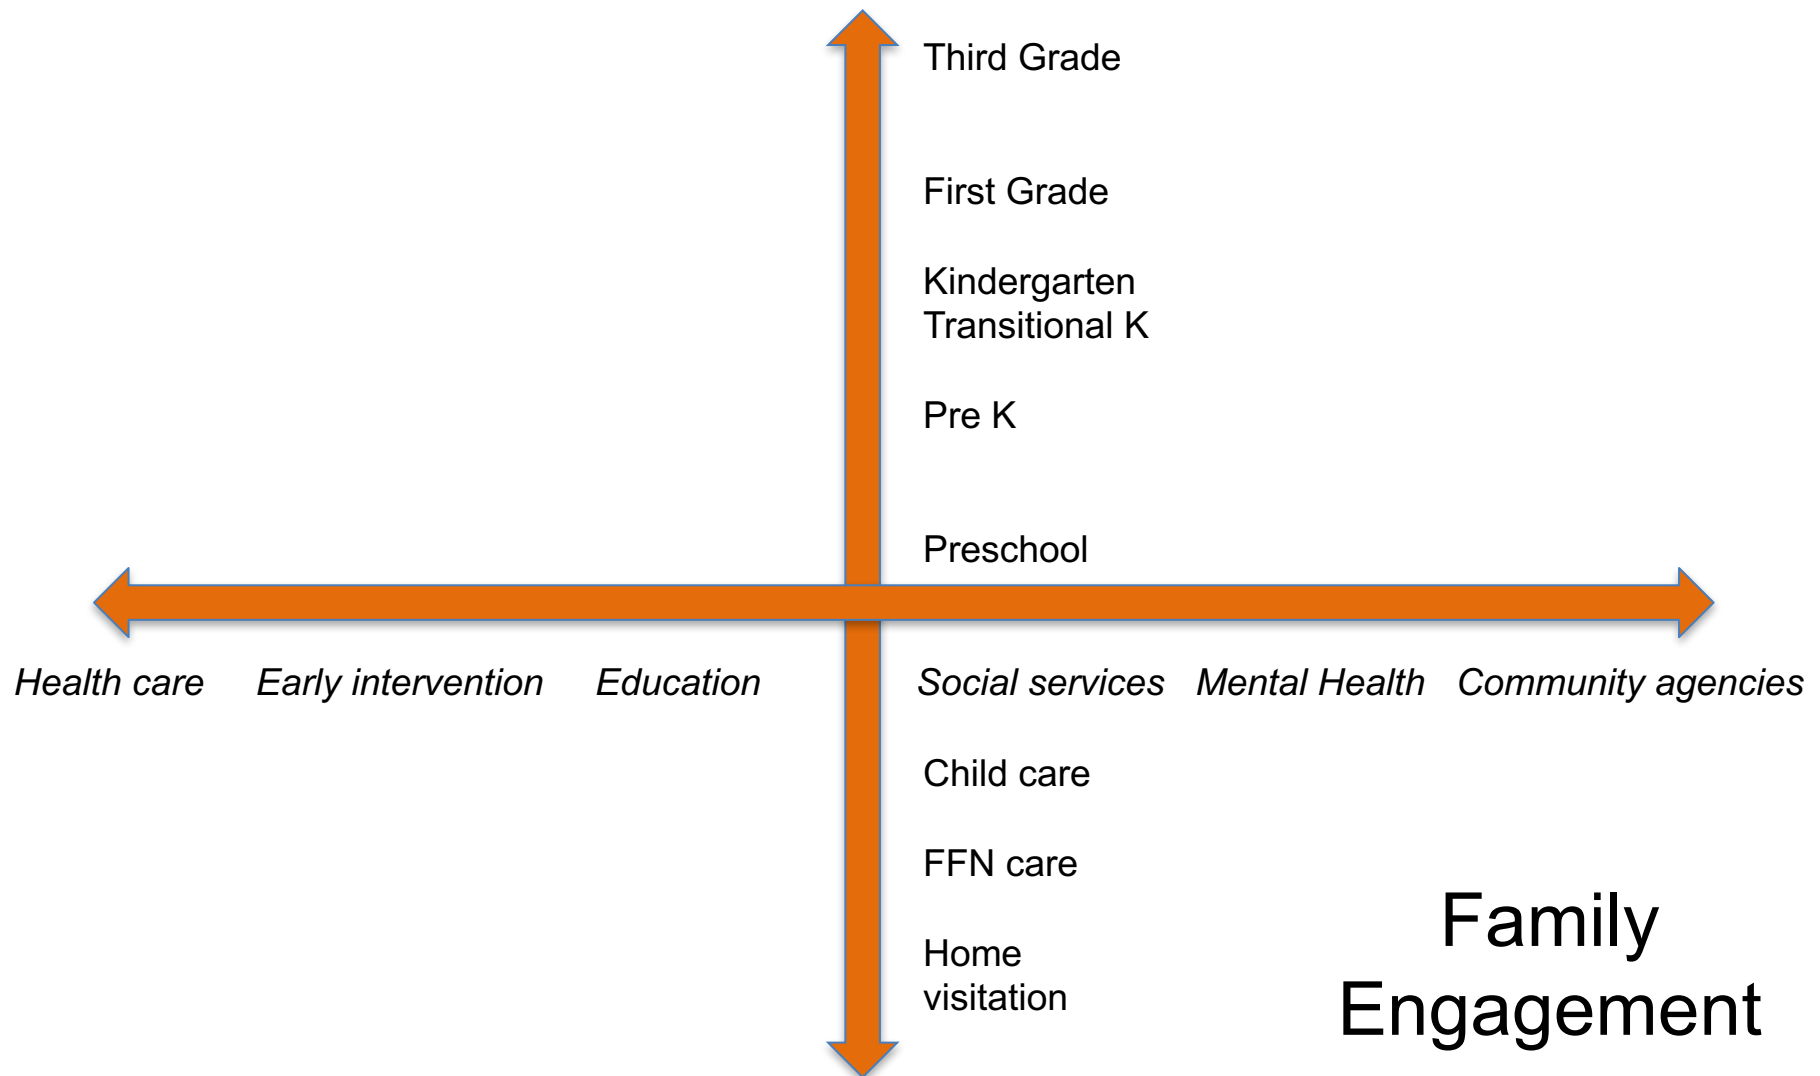 Third Grade
First Grade
Kindergarten
Transitional K
Pre K
Preschool
Health care Early intervention Education Social services Mental Health Community agencies
Child care
FFN care
Home
visitation
Family
Engagement